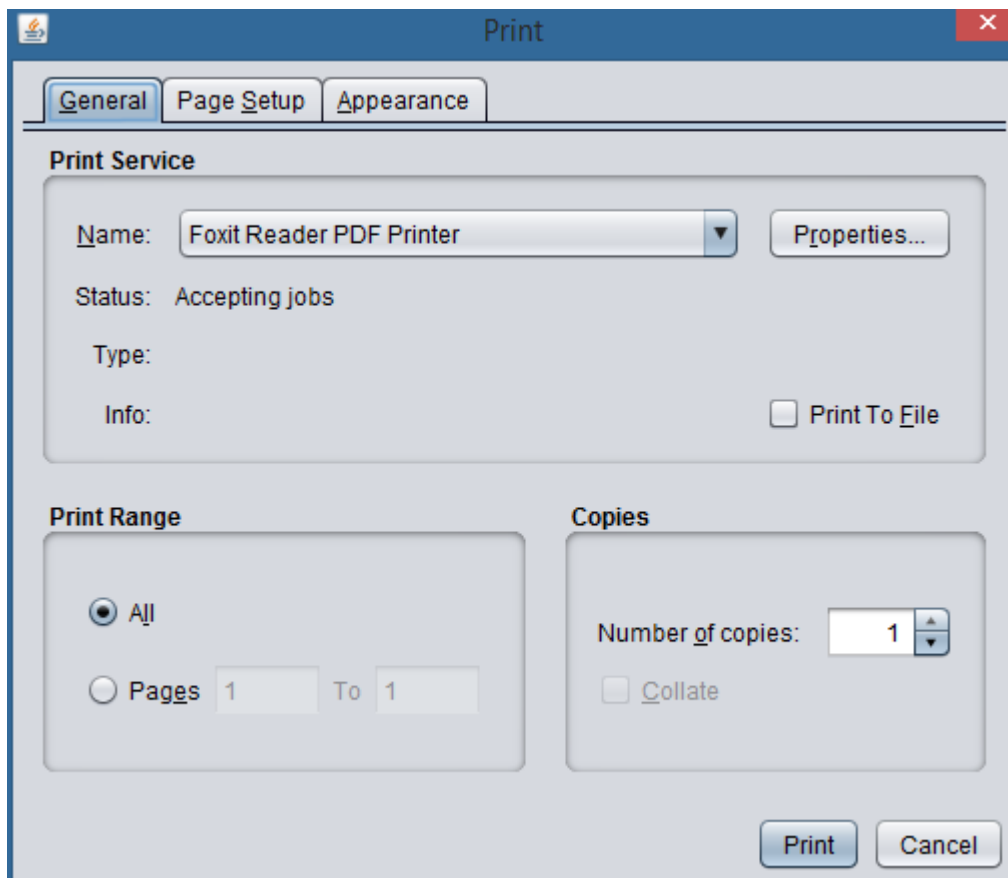 Print
General Page Setup Appearance
Print Service
Name: Foxit Reader PDF Printer Properties...
Status: Accepting jobs
Type:
Info: Print To File
Print Range Copies
All
Number of copies: 1
Pages 1 To 1
Collate
Print Cancel